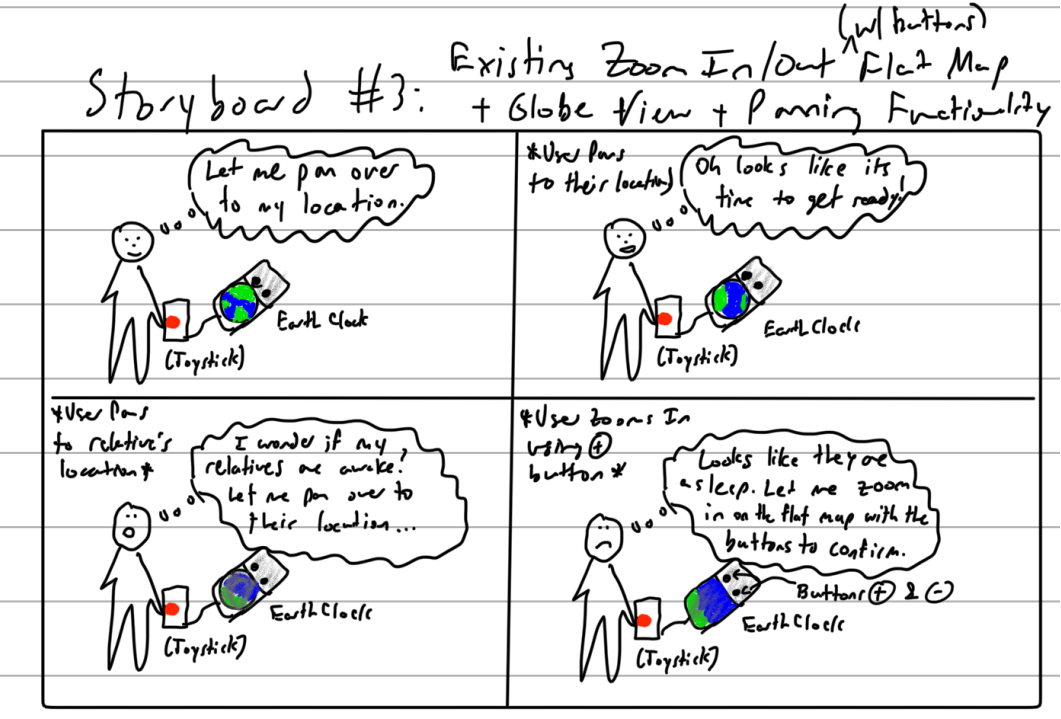 (w/ buttons)
Existing Zoom In/Out ^ Flat Map
Storyboard #3: + Globe View + Panning Functionality
Let me pan over
to my location.
Earth Clock
(Joystick)
*User Pans
to their location*
Oh looks like its
time to get ready!
Earth Clock
(Joystick)
*User Pans
to relative's
location*
I wonder if my
relatives are awake?
Let me pan over to
their location...
Earth Clock
(Joystick)
*User Zooms In
using +
button*
Looks like they're
asleep. Let me zoom
in on the flat map with the
buttons to confirm.
Buttons + & -
Earth Clock
(Joystick)